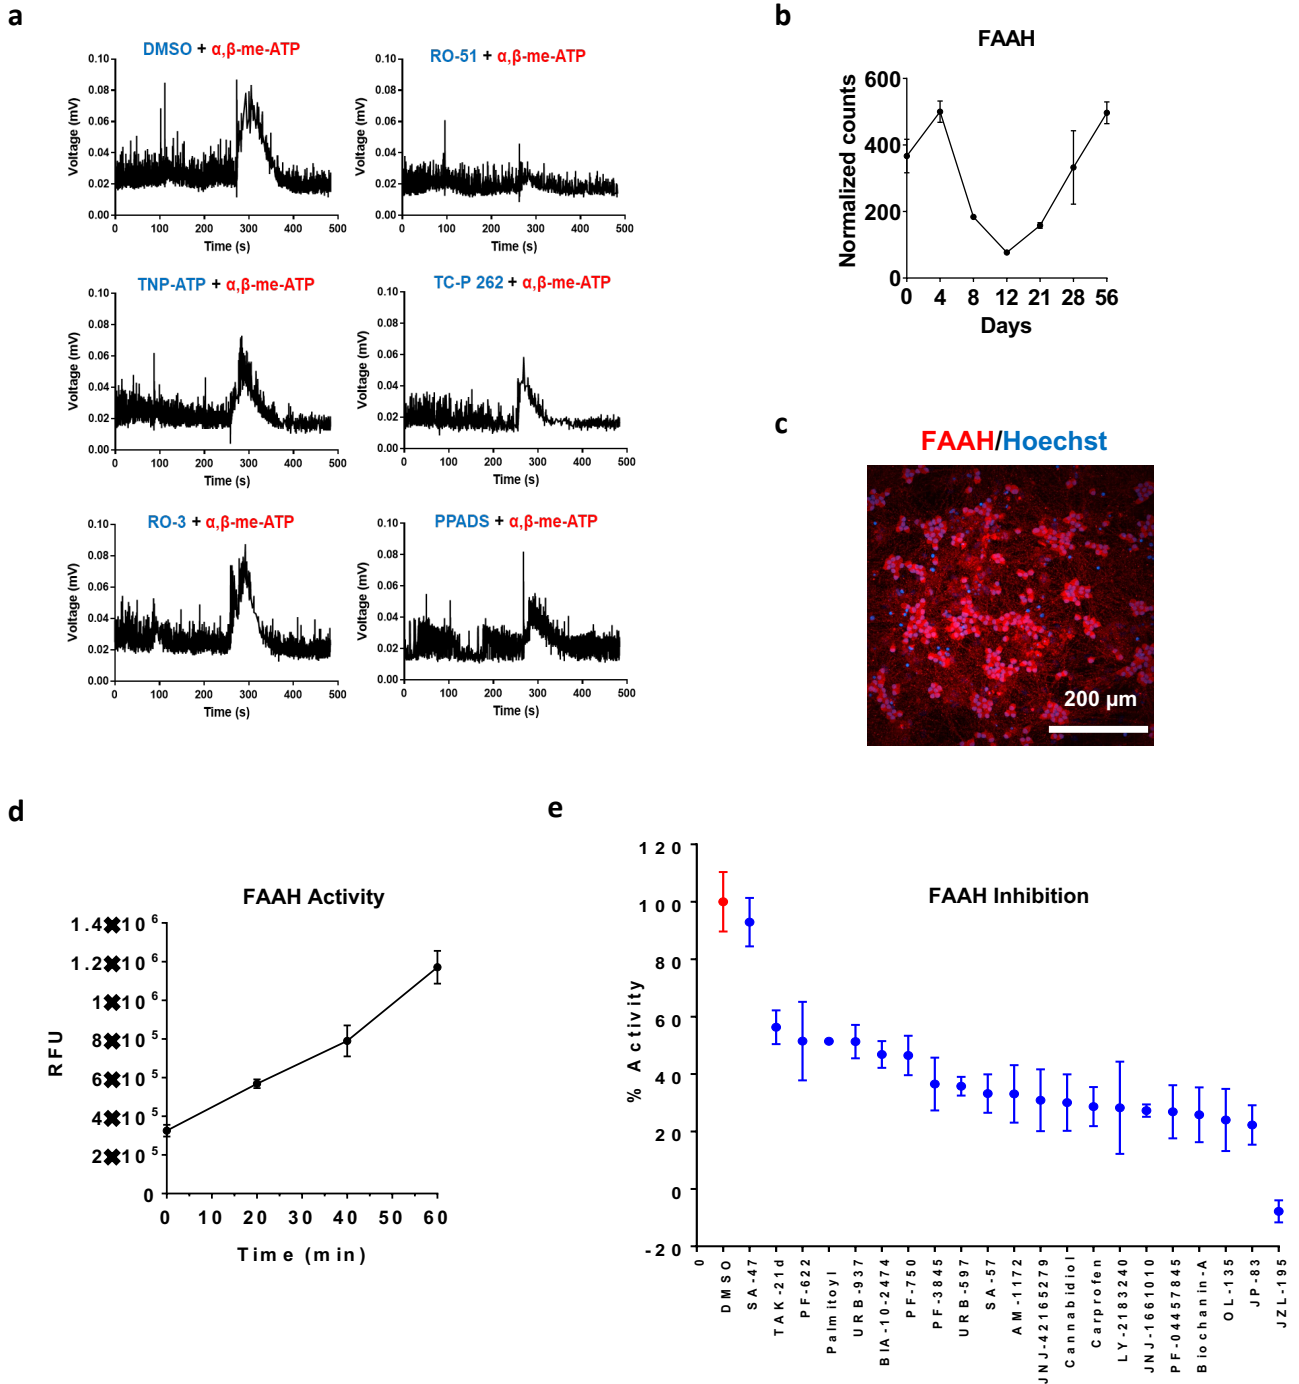 a
DMSO + α,β-me-ATP
Voltage (mV)
0.10
0.08
0.06
0.04
0.02
0.00
0 100 200 300 400 500
Time (s)
RO-51 + α,β-me-ATP
Voltage (mV)
0.10
0.08
0.06
0.04
0.02
0.00
0 100 200 300 400 500
Time (s)
TNP-ATP + α,β-me-ATP
Voltage (mV)
0.10
0.08
0.06
0.04
0.02
0.00
0 100 200 300 400 500
Time (s)
TC-P 262 + α,β-me-ATP
Voltage (mV)
0.10
0.08
0.06
0.04
0.02
0.00
0 100 200 300 400 500
Time (s)
RO-3 + α,β-me-ATP
Voltage (mV)
0.10
0.08
0.06
0.04
0.02
0.00
0 100 200 300 400 500
Time (s)
PPADS + α,β-me-ATP
Voltage (mV)
0.10
0.08
0.06
0.04
0.02
0.00
0 100 200 300 400 500
Time (s)
b
FAAH
Normalized counts
600
400
200
0
0 4 8 12 21 28 56
Days
c
FAAH/Hoechst
200 µm
d
FAAH Activity
RFU
1.4✖10⁶
1.2✖10⁶
1✖10⁶
8✖10⁵
6✖10⁵
4✖10⁵
2✖10⁵
0
0 10 20 30 40 50 60
Time (min)
e
FAAH Inhibition
% Activity
120
100
80
60
40
20
0
-20
0
DMSO
SA-47
TAK-21d
PF-622
Palmitoyl
URB-937
BIA-10-2474
PF-750
PF-3845
URB-597
SA-57
AM-1172
JNJ-42165279
Cannabidiol
Carprofen
LY-2183240
JNJ-1661010
PF-04457845
Biochanin-A
OL-135
JP-83
JZL-195